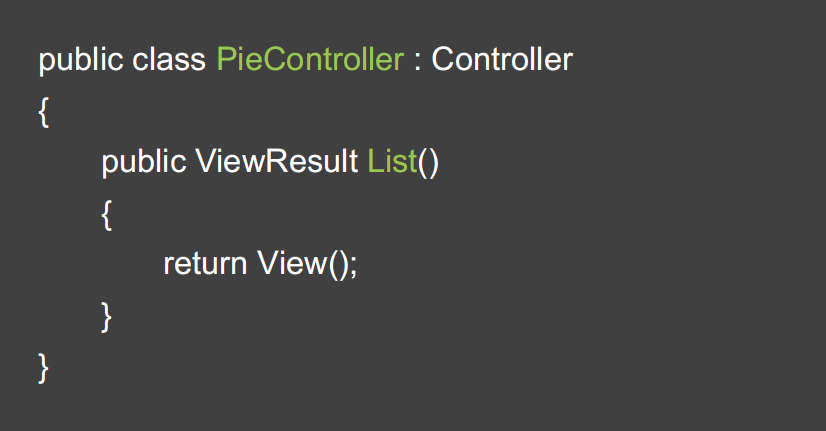 public class PieController : Controller
{
public ViewResult List()
{
return View();
}
}